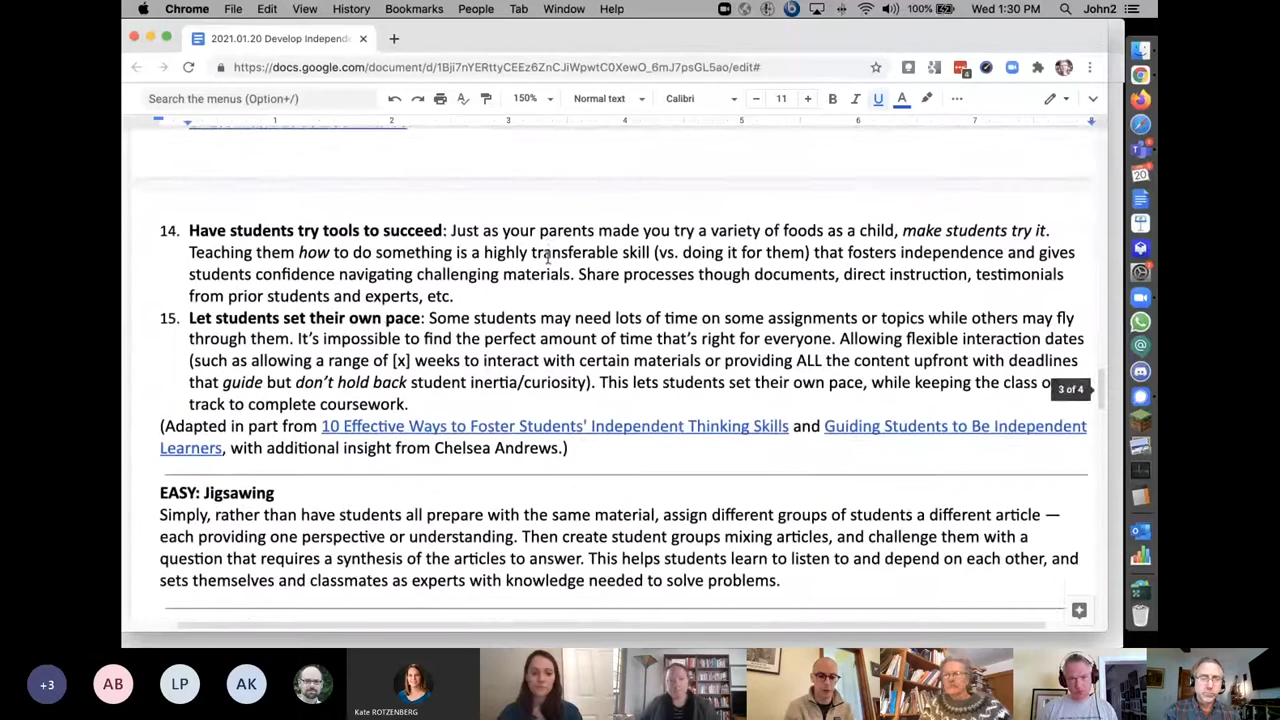 Chrome File Edit View History Bookmarks People Tab Window Help 100% Wed 1:30 PM John2
2021.01.20 Develop Independ
https://docs.google.com/document/d/
Search the menus (Option+/) 150% Normal text Calibri 11 B I U A
1 2 3 4 5 6 7
14. Have students try tools to succeed: Just as your parents made you try a variety of foods as a child, make students try it.
Teaching them how to do something is a highly transferable skill (vs. doing it for them) that fosters independence and gives
students confidence navigating challenging materials. Share processes though documents, direct instruction, testimonials
from prior students and experts, etc.
15. Let students set their own pace: Some students may need lots of time on some assignments or topics while others may fly
through them. It's impossible to find the perfect amount of time that's right for everyone. Allowing flexible interaction dates
(such as allowing a range of [x] weeks to interact with certain materials or providing ALL the content upfront with deadlines
that guide but don't hold back student inertia/curiosity). This lets students set their own pace, while keeping the class o
3 of 4
track to complete coursework.
(Adapted in part from 10 Effective Ways to Foster Students' Independent Thinking Skills and Guiding Students to Be Independent
Learners, with additional insight from Chelsea Andrews.)
EASY: Jigsawing
Simply, rather than have students all prepare with the same material, assign different groups of students a different article —
each providing one perspective or understanding. Then create student groups mixing articles, and challenge them with a
question that requires a synthesis of the articles to answer. This helps students learn to listen to and depend on each other, and
sets themselves and classmates as experts with knowledge needed to solve problems.
+3 AB LP AK
Kate ROTZENBERG